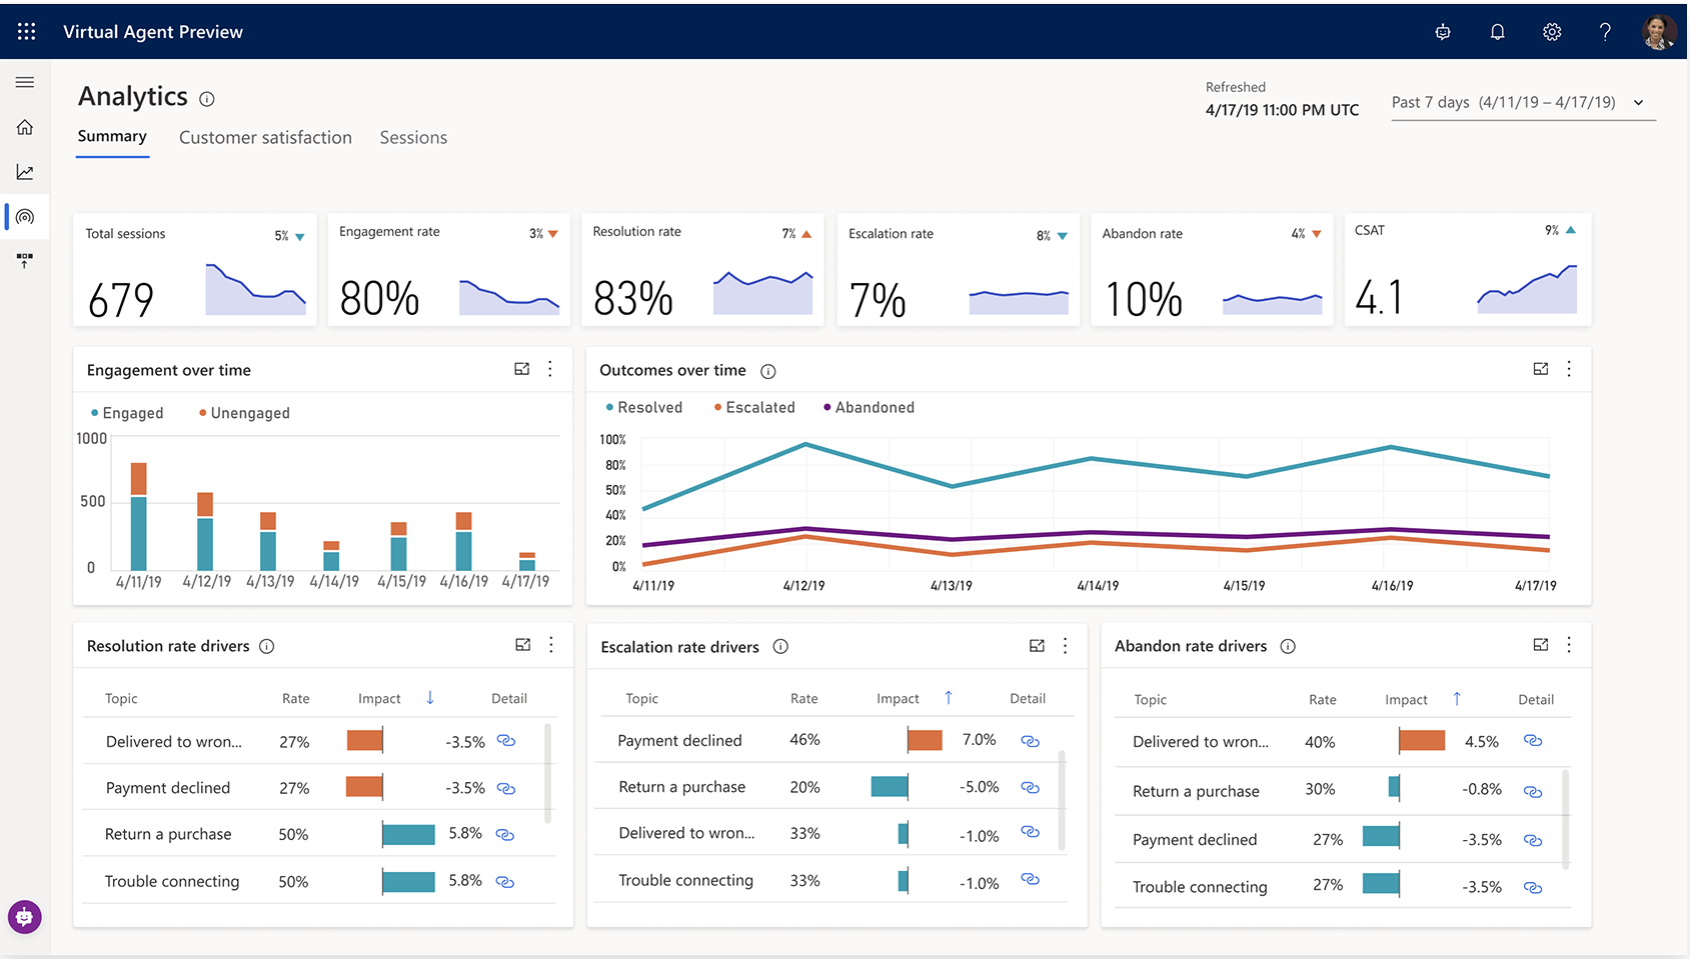 Virtual Agent Preview
?
Analytics
Refreshed
4/17/19 11:00 PM UTC
Past 7 days (4/11/19 – 4/17/19)
Summary
Customer satisfaction
Sessions
Total sessions
5%
679
Engagement rate
3%
80%
Resolution rate
7%
83%
Escalation rate
8%
7%
Abandon rate
4%
10%
CSAT
9%
4.1
Engagement over time
Engaged
Unengaged
1000
500
0
4/11/19 4/12/19 4/13/19 4/14/19 4/15/19 4/16/19 4/17/19
Outcomes over time
Resolved
Escalated
Abandoned
100%
80%
50%
40%
20%
0%
4/11/19 4/12/19 4/13/19 4/14/19 4/15/19 4/16/19 4/17/19
Resolution rate drivers
Topic Rate Impact Detail
Delivered to wron... 27% -3.5%
Payment declined 27% -3.5%
Return a purchase 50% 5.8%
Trouble connecting 50% 5.8%
Escalation rate drivers
Topic Rate Impact Detail
Payment declined 46% 7.0%
Return a purchase 20% -5.0%
Delivered to wron... 33% -1.0%
Trouble connecting 33% -1.0%
Abandon rate drivers
Topic Rate Impact Detail
Delivered to wron... 40% 4.5%
Return a purchase 30% -0.8%
Payment declined 27% -3.5%
Trouble connecting 27% -3.5%